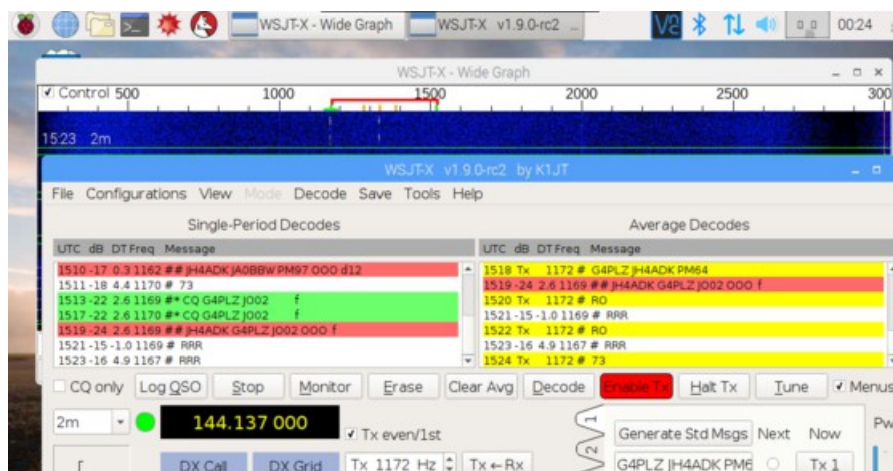 WSJT-X - Wide Graph WSJT-X v1.9.0-rc2 ... V2 00:24
WSJT-X - Wide Graph
Control 500 1000 1500 2000 2500 300
15:23 2m
WSJT-X v1.9.0-rc2 by K1JT
File Configurations View Mode Decode Save Tools Help
Single-Period Decodes Average Decodes
UTC dB DT Freq Message UTC dB DT Freq Message
1510 -17 0.3 1162 ## JH4ADK JA0BBW PM97 OOO d12 1518 Tx 1172 # G4PLZ JH4ADK PM64
1511 -18 4.4 1170 # 73 1519 -24 2.6 1169 ## JH4ADK G4PLZ JO02 OOO f
1513 -22 2.6 1169 #* CQ G4PLZ JO02 f 1520 Tx 1172 # RO
1517 -22 2.6 1170 #* CQ G4PLZ JO02 f 1521 -15 -1.0 1169 # RRR
1519 -24 2.6 1169 ## JH4ADK G4PLZ JO02 OOO f 1522 Tx 1172 # RO
1521 -15 -1.0 1169 # RRR 1523 -16 4.9 1167 # RRR
1523 -16 4.9 1167 # RRR 1524 Tx 1172 # 73
CQ only Log QSO Stop Monitor Erase Clear Avg Decode Enable Tx Halt Tx Tune Menus
2m 144.137 000 Tx even/1st 1 Generate Std Msgs Next Now Pw
DX Call DX Grid Tx 1172 Hz Tx ← Rx 2 G4PLZ JH4ADK PM6 Tx 1